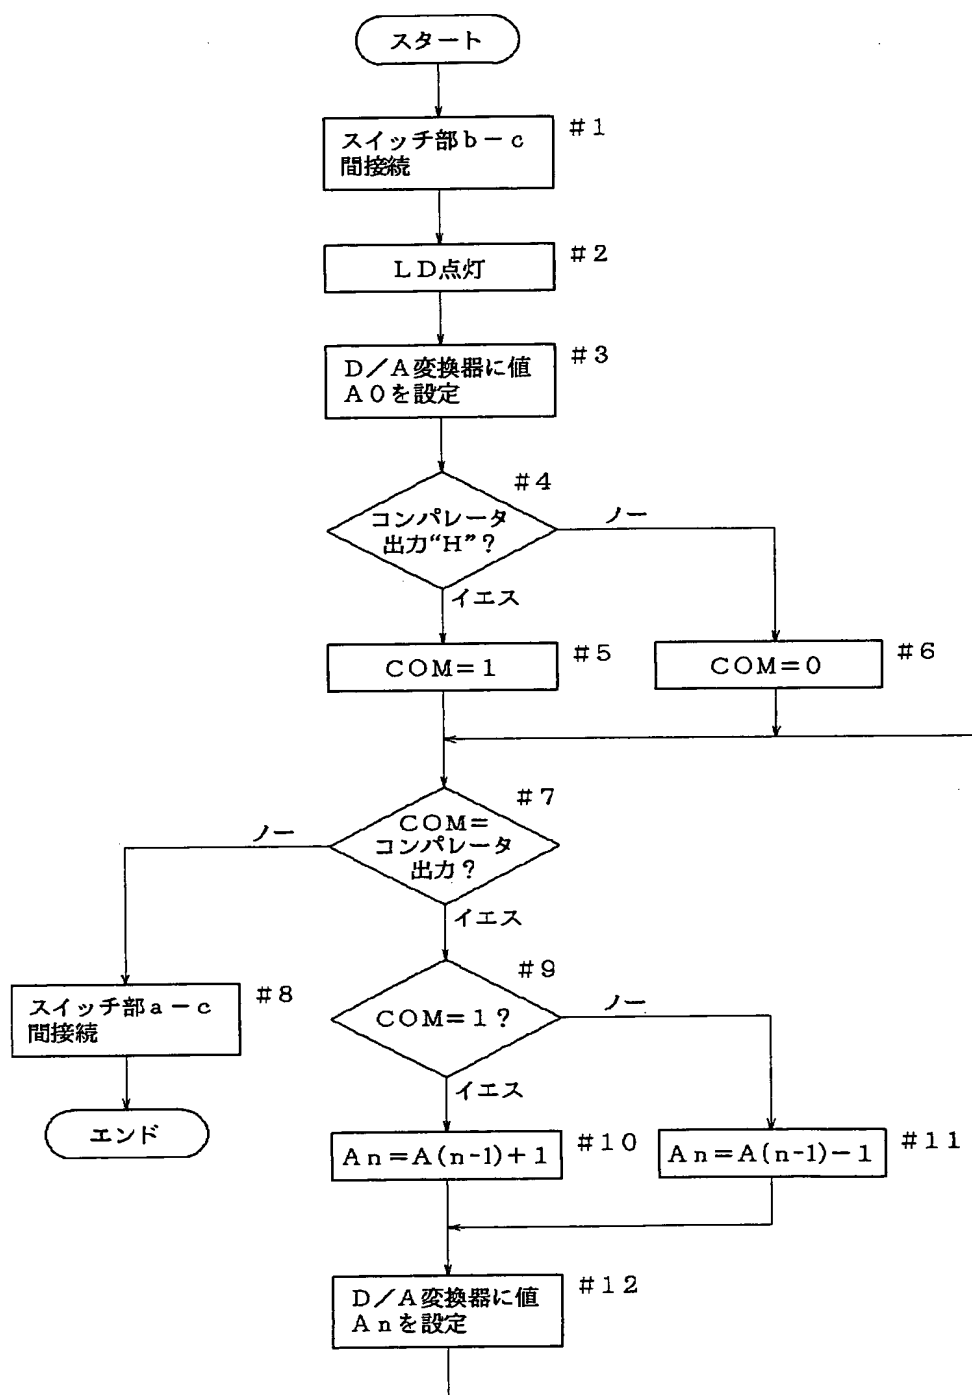 スタート
スイッチ部b－c
間接続
#1
LD点灯
#2
D／A変換器に値
A0を設定
#3
#4
コンパレータ
出力“H”？
ノー
イエス
COM＝1
#5
COM＝0
#6
#7
COM＝
コンパレータ
出力？
ノー
イエス
スイッチ部a－c
間接続
#8
エンド
#9
COM＝1？
ノー
イエス
An＝A(n-1)＋1
#10
An＝A(n-1)－1
#11
D／A変換器に値
Anを設定
#12